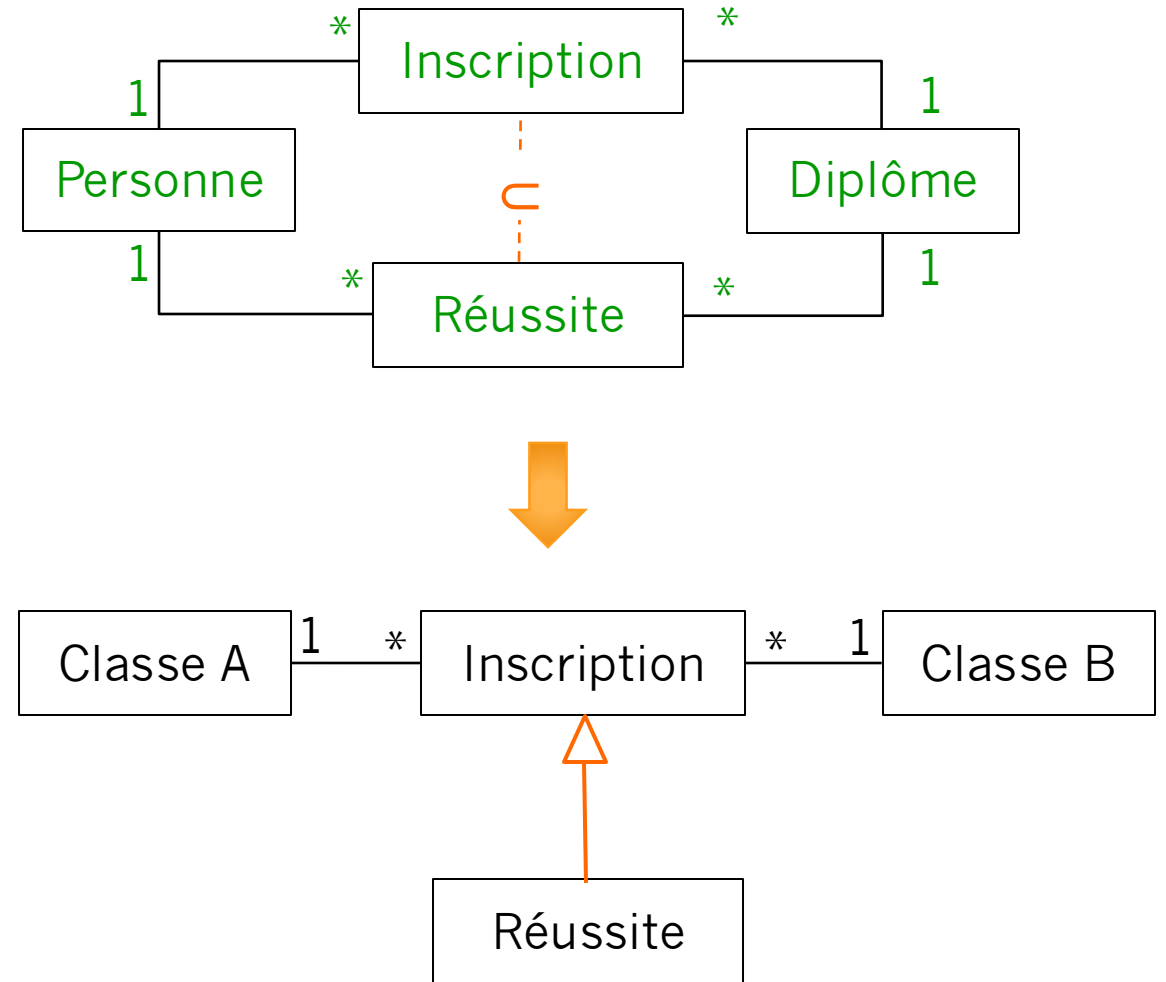 * Inscription *
1 1
Personne Diplôme
⊂
1 1
* *
Réussite
Classe A 1 * Inscription * 1 Classe B
Réussite